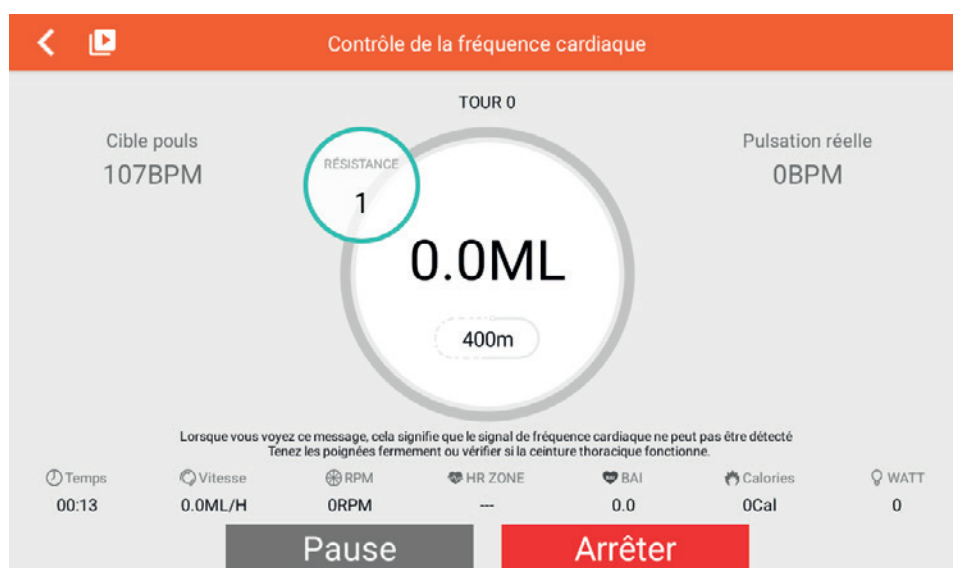 Contrôle de la fréquence cardiaque
TOUR 0
Cible pouls
107BPM
RÉSISTANCE
1
Pulsation réelle
0BPM
0.0ML
400m
Lorsque vous voyez ce message, cela signifie que le signal de fréquence cardiaque ne peut pas être détecté
Tenez les poignées fermement ou vérifier si la ceinture thoracique fonctionne.
Temps Vitesse RPM HR ZONE BAI Calories WATT
00:13 0.0ML/H 0RPM --- 0.0 0Cal 0
Pause Arrêter